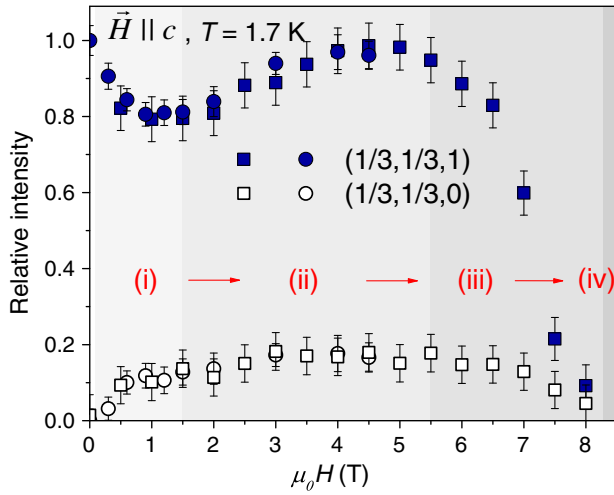 H⃗ || c , T = 1.7 K
1.0
0.8
0.6
0.4
0.2
0.0
Relative intensity
(1/3,1/3,1)
(1/3,1/3,0)
(i) → (ii) → (iii) → (iv)
0 1 2 3 4 5 6 7 8
μ₀H (T)